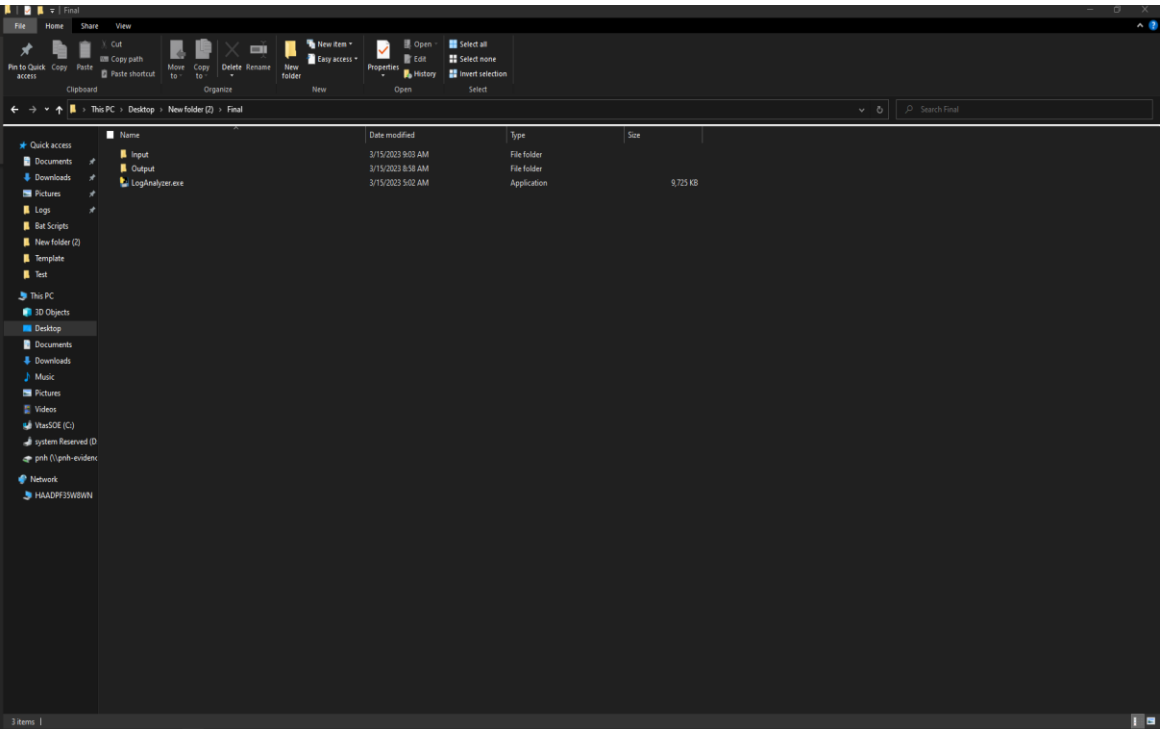 Final
File Home Share View
Pin to Quick access
Copy
Paste
Cut
Copy path
Paste shortcut
Clipboard
Move to
Copy to
Delete
Rename
Organize
New folder
New item
Easy access
New
Properties
Open
Edit
History
Open
Select all
Select none
Invert selection
Select
This PC > Desktop > New folder (2) > Final
Search Final
Name Date modified Type Size
Input 3/15/2023 9:03 AM File folder
Output 3/15/2023 8:58 AM File folder
LogAnalyzer.exe 3/15/2023 5:02 AM Application 9,725 KB
Quick access
Documents
Downloads
Pictures
Logs
Bat Scripts
New folder (2)
Template
Test
This PC
3D Objects
Desktop
Documents
Downloads
Music
Pictures
Videos
VtasSOE (C:)
system Reserved (D
pnh (\\pnh-evidenc
Network
HAADPF35W8WN
3 items